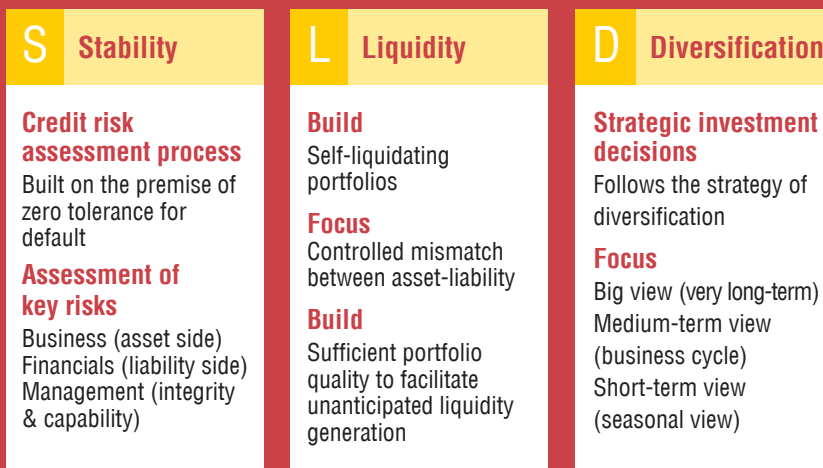 S Stability
Credit risk
assessment process
Built on the premise of
zero tolerance for
default
Assessment of
key risks
Business (asset side)
Financials (liability side)
Management (integrity
& capability)
L Liquidity
Build
Self-liquidating
portfolios
Focus
Controlled mismatch
between asset-liability
Build
Sufficient portfolio
quality to facilitate
unanticipated liquidity
generation
D Diversification
Strategic investment
decisions
Follows the strategy of
diversification
Focus
Big view (very long-term)
Medium-term view
(business cycle)
Short-term view
(seasonal view)